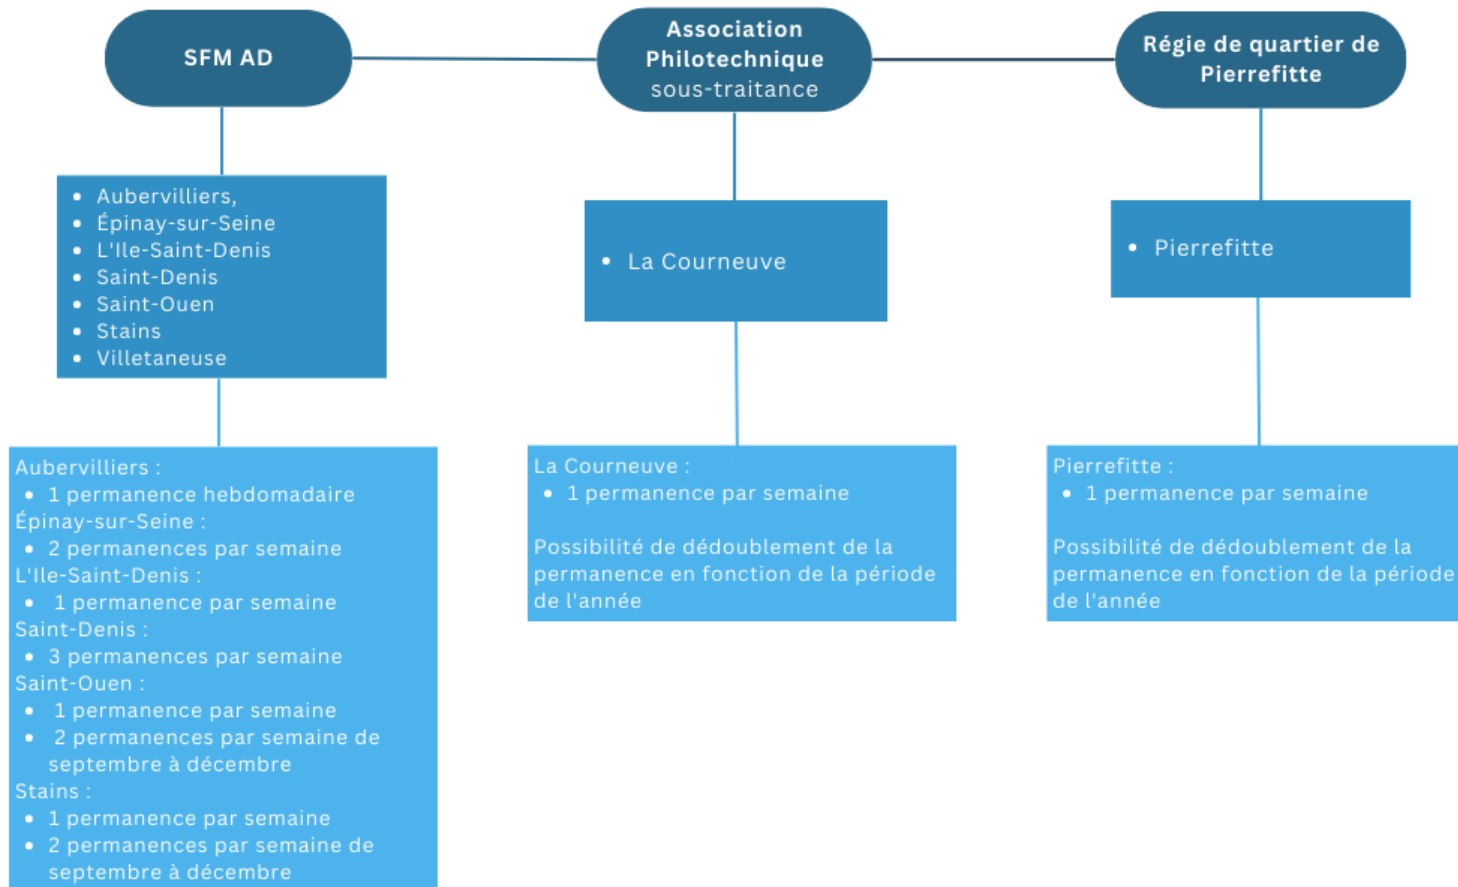 SFM AD
Association
Philotechnique
sous-traitance
Régie de quartier de
Pierrefitte
• Aubervilliers,
• Épinay-sur-Seine
• L'Ile-Saint-Denis
• Saint-Denis
• Saint-Ouen
• Stains
• Villetaneuse
• La Courneuve
• Pierrefitte
Aubervilliers :
• 1 permanence hebdomadaire
Épinay-sur-Seine :
• 2 permanences par semaine
L'Ile-Saint-Denis :
• 1 permanence par semaine
Saint-Denis :
• 3 permanences par semaine
Saint-Ouen :
• 1 permanence par semaine
• 2 permanences par semaine de
septembre à décembre
Stains :
• 1 permanence par semaine
• 2 permanences par semaine de
septembre à décembre
La Courneuve :
• 1 permanence par semaine
Possibilité de dédoublement de la
permanence en fonction de la période
de l'année
Pierrefitte :
• 1 permanence par semaine
Possibilité de dédoublement de la
permanence en fonction de la période
de l'année